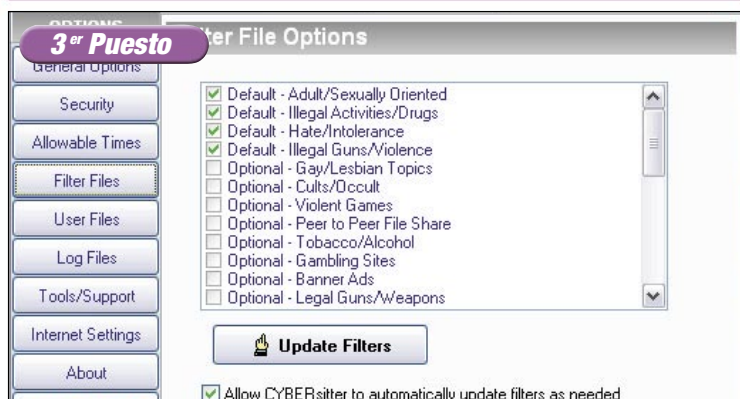 OPTIONS
3er Puesto
ter File Options
General Options
Security
Allowable Times
Filter Files
User Files
Log Files
Tools/Support
Internet Settings
About
Default - Adult/Sexually Oriented
Default - Illegal Activities/Drugs
Default - Hate/Intolerance
Default - Illegal Guns/Violence
Optional - Gay/Lesbian Topics
Optional - Cults/Occult
Optional - Violent Games
Optional - Peer to Peer File Share
Optional - Tobacco/Alcohol
Optional - Gambling Sites
Optional - Banner Ads
Optional - Legal Guns/Weapons
Update Filters
Allow CYBERsitter to automatically update filters as needed